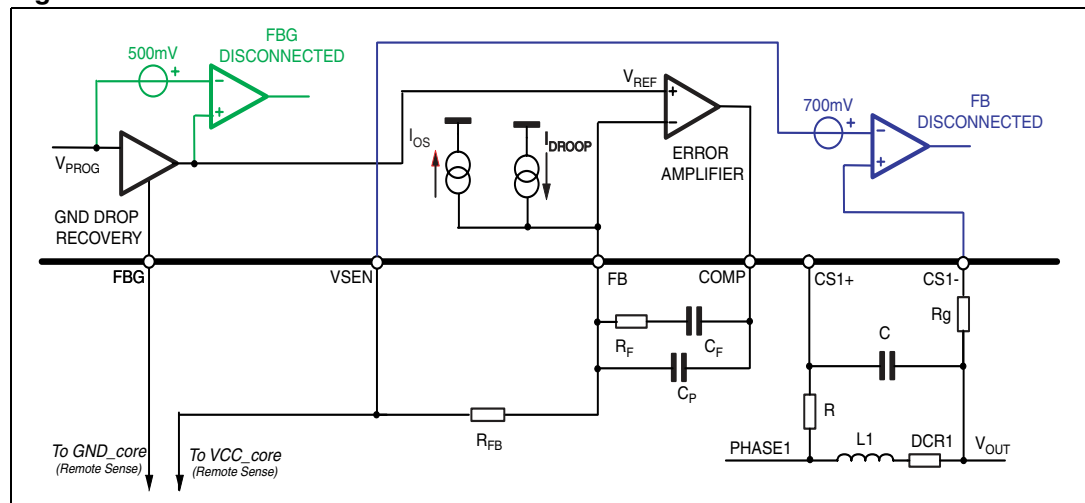 500mV
+
FBG
DISCONNECTED
−
+
VPROG
GND DROP
RECOVERY
IOS
IDROOP
VREF
+
−
ERROR
AMPLIFIER
700mV
+
−
+
FB
DISCONNECTED
FBG
VSEN
FB
COMP
CS1+
CS1-
RF
CF
CP
RFB
Rg
C
R
To GND_core
(Remote Sense)
To VCC_core
(Remote Sense)
PHASE1
L1
DCR1
VOUT